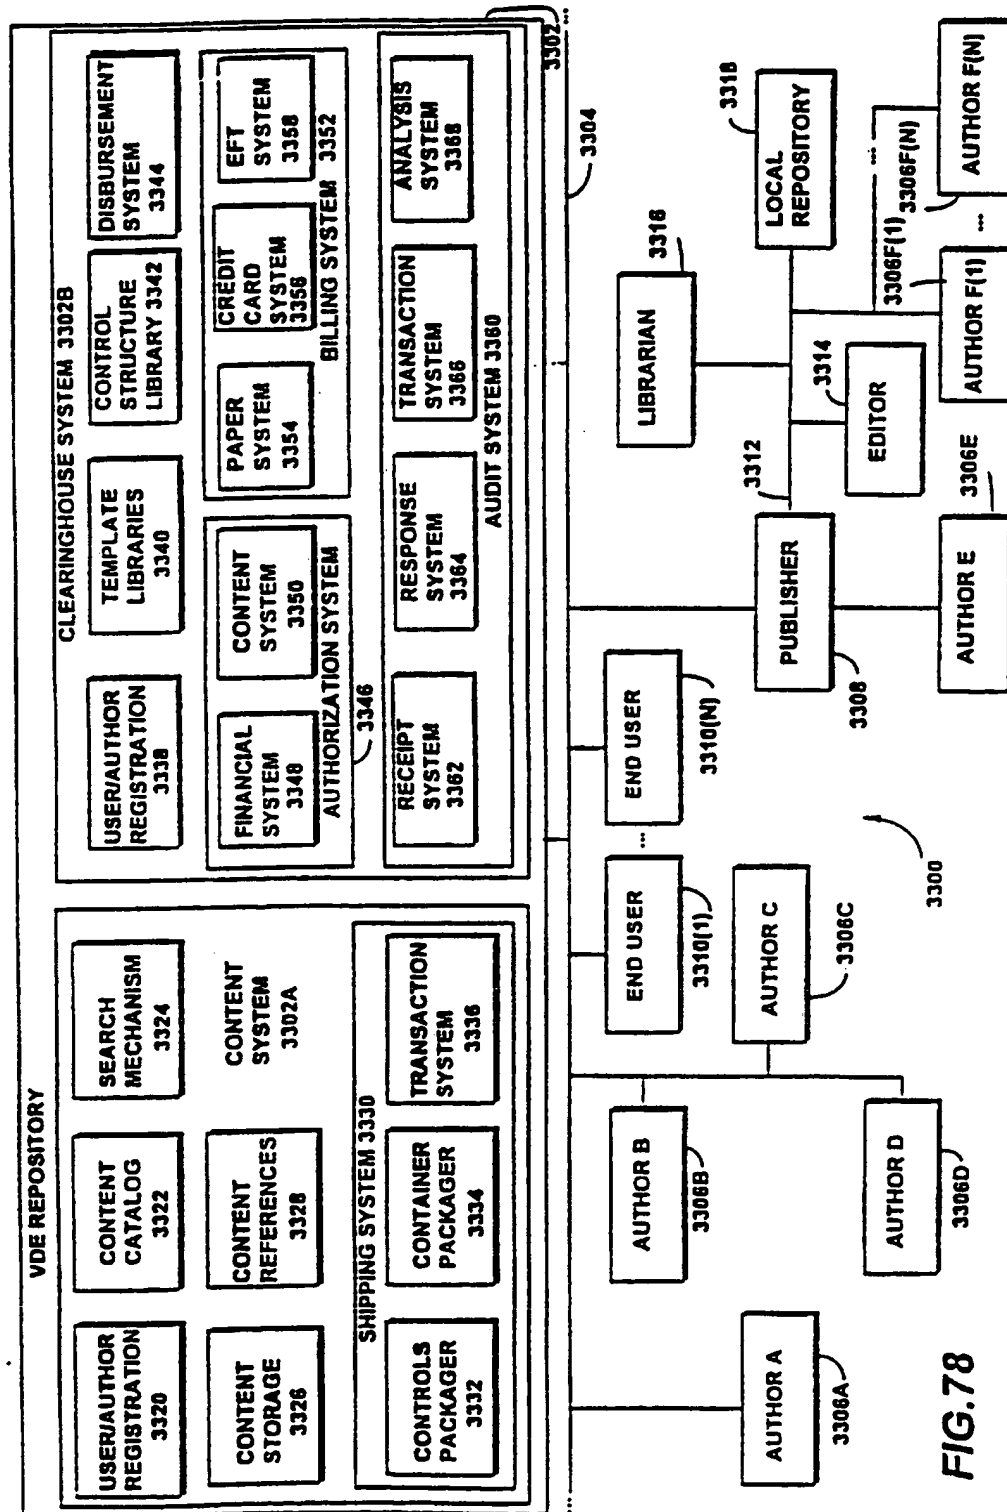 VDE REPOSITORY
USER/AUTHOR
REGISTRATION
3320
CONTENT
CATALOG
3322
SEARCH
MECHANISM
3324
CONTENT
STORAGE
3326
CONTENT
REFERENCES
3328
CONTENT
SYSTEM
3302A
SHIPPING SYSTEM 3330
CONTROLS
PACKAGER
3332
CONTAINER
PACKAGER
3334
TRANSACTION
SYSTEM
3336
CLEARINGHOUSE SYSTEM 3302B
USER/AUTHOR
REGISTRATION
3338
TEMPLATE
LIBRARIES
3340
CONTROL
STRUCTURE
LIBRARY 3342
DISBURSEMENT
SYSTEM
3344
FINANCIAL
SYSTEM
3348
CONTENT
SYSTEM
3350
AUTHORIZATION SYSTEM
3346
PAPER
SYSTEM
3354
CREDIT
CARD
SYSTEM
3356
EFT
SYSTEM
3358
BILLING SYSTEM 3352
RECEIPT
SYSTEM
3362
RESPONSE
SYSTEM
3364
TRANSACTION
SYSTEM
3366
ANALYSIS
SYSTEM
3368
AUDIT SYSTEM 3360
3302
...
...
3304
AUTHOR A
3306A
AUTHOR B
3306B
AUTHOR C
3306C
AUTHOR D
3306D
END USER
3310(1)
...
END USER
3310(N)
3300
PUBLISHER
3308
3312
AUTHOR E
3306E
LIBRARIAN
3316
EDITOR
3314
LOCAL
REPOSITORY
3318
...
AUTHOR F(1)
3306F(1)
...
AUTHOR F(N)
3306F(N)
FIG.78